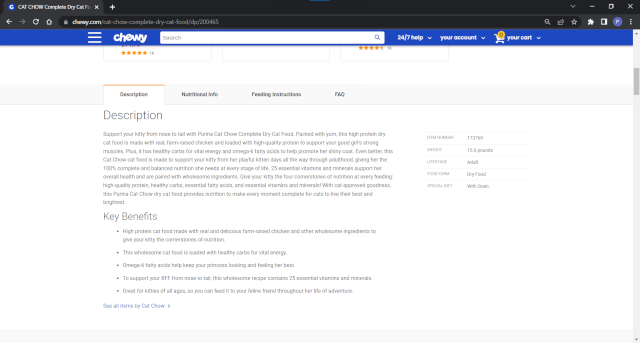 CAT CHOW Complete Dry Cat Fo
chewy.com/cat-chow-complete-dry-cat-food/dp/200465
P
chewy
Search
24/7 help
your account
0
your cart
Description
Nutritional Info
Feeding Instructions
FAQ
Description
Support your kitty from nose to tail with Purina Cat Chow Complete Dry Cat Food. Packed with yum, this high protein dry
cat food is made with real, farm-raised chicken and loaded with high-quality protein to support your good girl's strong
muscles. Plus, it has healthy carbs for vital energy and omega-6 fatty acids to help promote her shiny coat. Even better, this
Cat Chow cat food is made to support your kitty from her playful kitten days all the way through adulthood, giving her the
100% complete and balanced nutrition she needs at every stage of life. 25 essential vitamins and minerals support her
overall health and are paired with wholesome ingredients. Give your kitty the four cornerstones of nutrition at every feeding:
high quality protein, healthy carbs, essential fatty acids, and essential vitamins and minerals! With cat-approved goodness,
this Purina Cat Chow dry cat food provides nutrition to make every moment complete for cats to live their best and
brightest.
ITEM NUMBER 173765
WEIGHT 15.0 pounds
LIFESTAGE Adult
FOOD FORM Dry Food
SPECIAL DIET With Grain
Key Benefits
High protein cat food made with real and delicious farm-raised chicken and other wholesome ingredients to
give your kitty the cornerstones of nutrition.
This wholesome cat food is loaded with healthy carbs for vital energy.
Omega-6 fatty acids help keep your princess looking and feeling her best.
To support your BFF from nose to tail, this wholesome recipe contains 25 essential vitamins and minerals.
Great for kitties of all ages, so you can feed it to your feline friend throughout her life of adventure.
See all items by Cat Chow